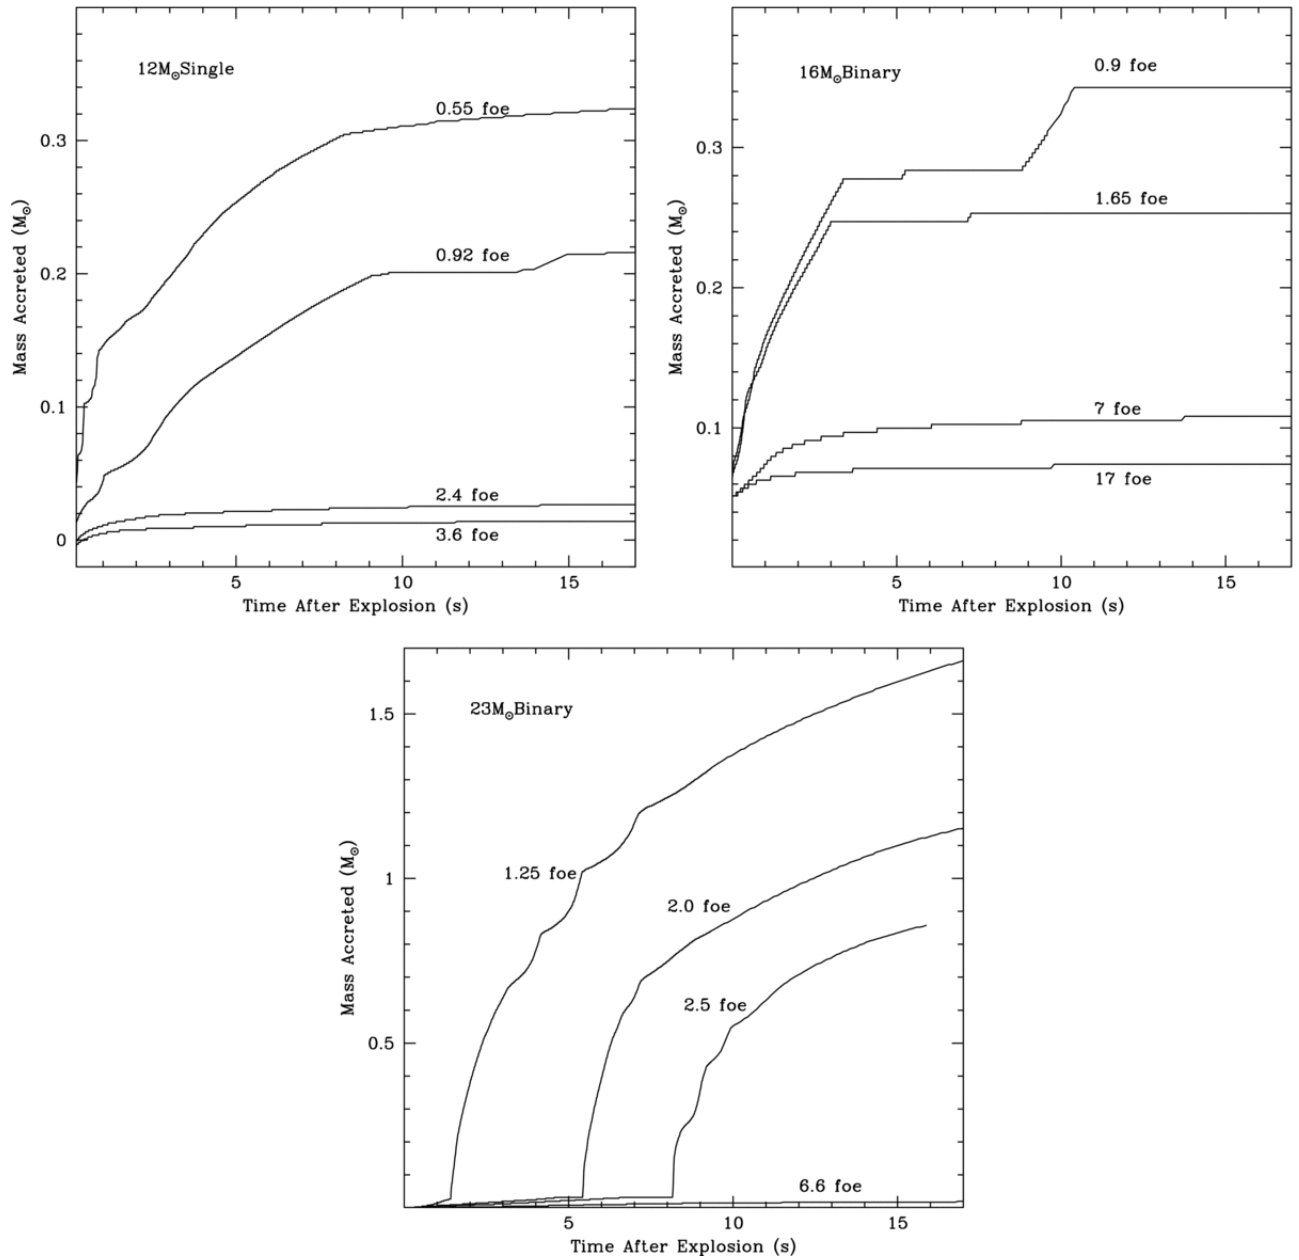 12M⊙Single
0.55 foe
0.92 foe
2.4 foe
3.6 foe
0.3
0.2
0.1
0
5
10
15
Mass Accreted (M⊙)
Time After Explosion (s)
16M⊙Binary
0.9 foe
1.65 foe
7 foe
17 foe
0.3
0.2
0.1
5
10
15
Mass Accreted (M⊙)
Time After Explosion (s)
23M⊙Binary
1.25 foe
2.0 foe
2.5 foe
6.6 foe
1.5
1
0.5
5
10
15
Mass Accreted (M⊙)
Time After Explosion (s)